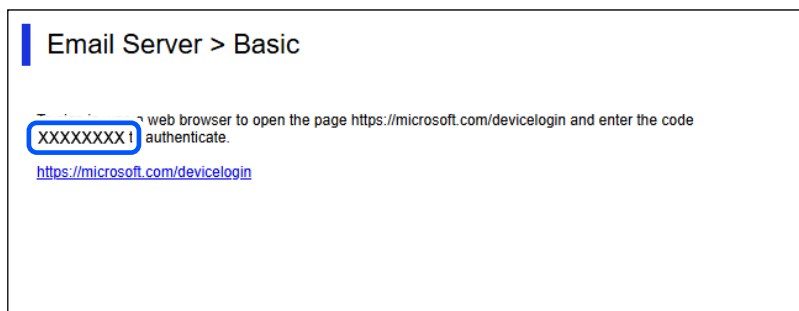 Email Server > Basic
web browser to open the page https://microsoft.com/devicelogin and enter the code
XXXXXXXX t authenticate.
https://microsoft.com/devicelogin